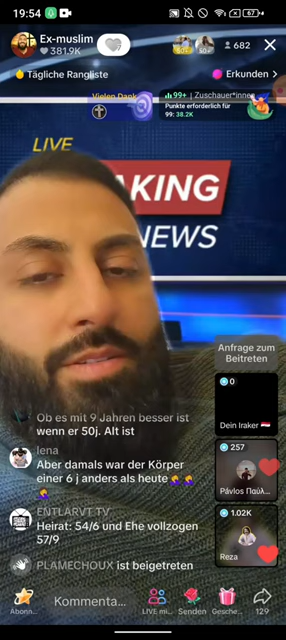 19:54
67
Ex-muslim
381.9K
682
Tägliche Rangliste
Erkunden >
Vielen Dank
99+ | Zuschauer*innen
Punkte erforderlich für
99: 38.2K
LIVE
AKING
NEWS
Anfrage zum
Beitreten
0
Dein Iraker
257
Pávlos Παύλ...
1.02K
Reza
Ob es mit 9 Jahren besser ist
wenn er 50j. Alt ist
lena
Aber damals war der Körper
einer 6 j anders als heute 🤦‍♀️🤦‍♀️
🤦‍♀️
ENTLARVT.TV
Heirat: 54/6 und Ehe vollzogen
57/9
PLAMECHOUX ist beigetreten
Abonn...
Kommenta...
LIVE mi...
Senden
Gesche...
129